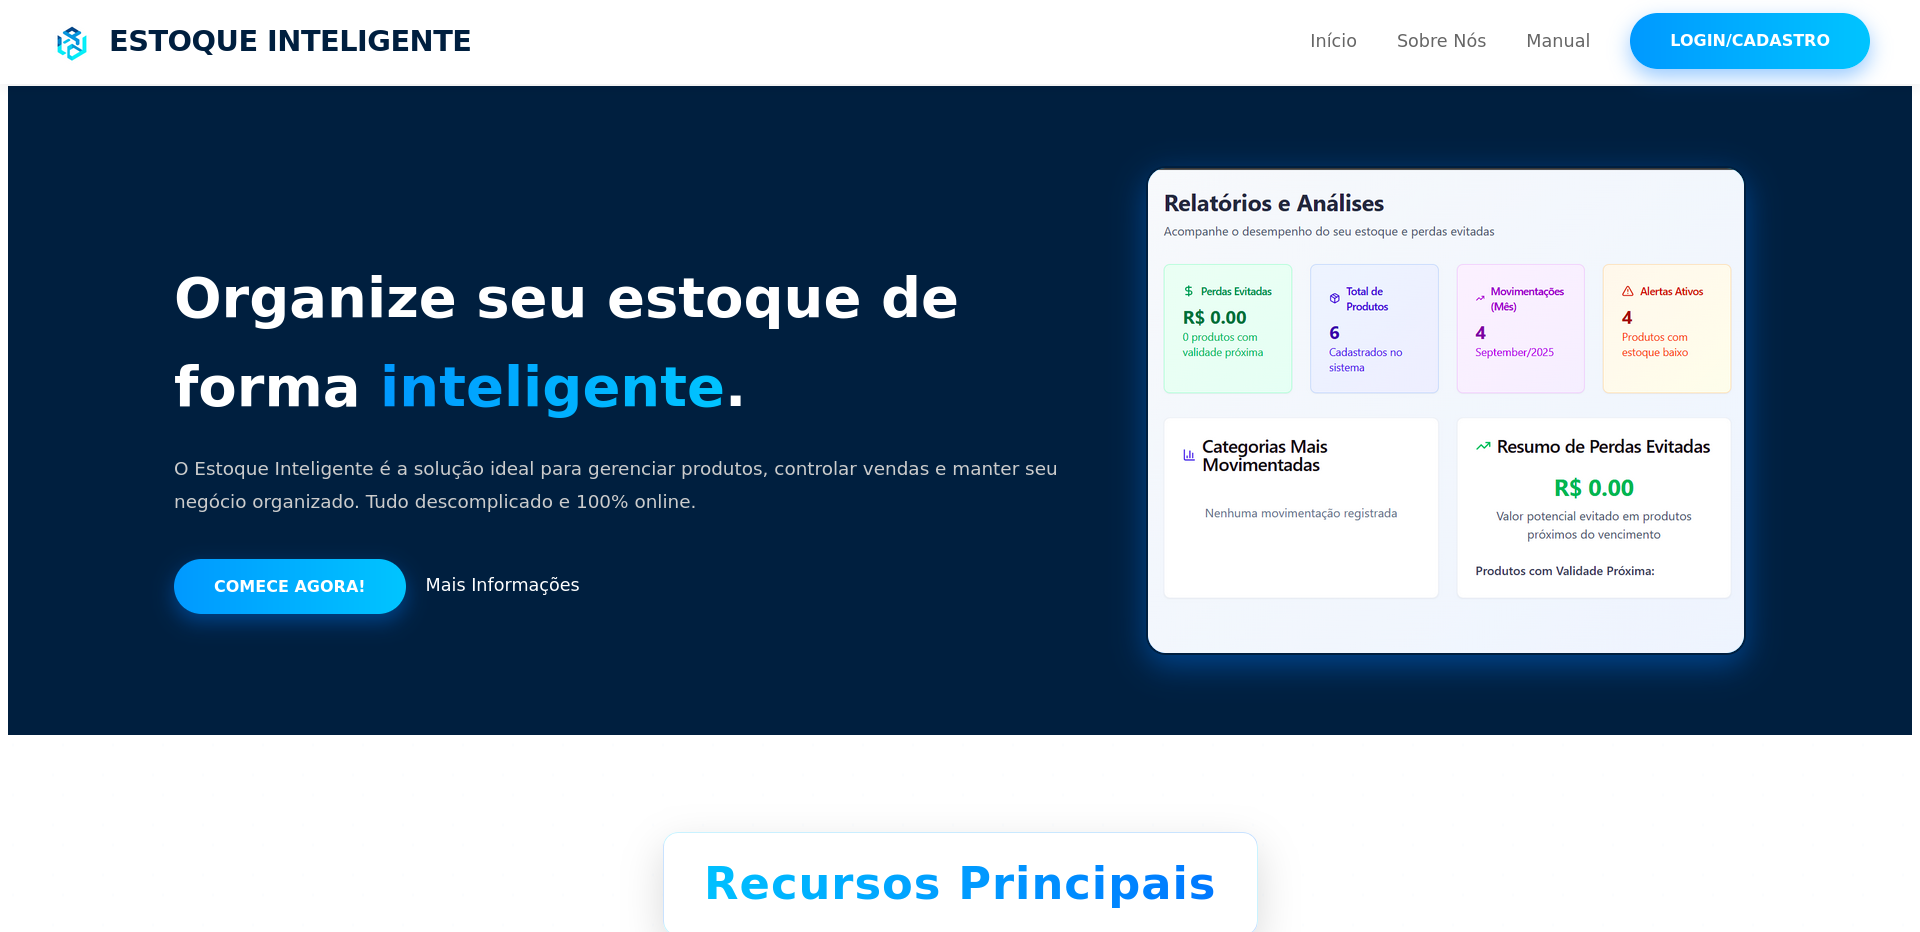 ESTOQUE INTELIGENTE
Início
Sobre Nós
Manual
LOGIN/CADASTRO
Organize seu estoque de
forma inteligente.
O Estoque Inteligente é a solução ideal para gerenciar produtos, controlar vendas e manter seu
negócio organizado. Tudo descomplicado e 100% online.
COMECE AGORA!
Mais Informações
Relatórios e Análises
Acompanhe o desempenho do seu estoque e perdas evitadas
Perdas Evitadas
R$ 0.00
0 produtos com
validade próxima
Total de
Produtos
6
Cadastrados no
sistema
Movimentações
(Mês)
4
September/2025
Alertas Ativos
4
Produtos com
estoque baixo
Categorias Mais
Movimentadas
Nenhuma movimentação registrada
Resumo de Perdas Evitadas
R$ 0.00
Valor potencial evitado em produtos
próximos do vencimento
Produtos com Validade Próxima:
Recursos Principais